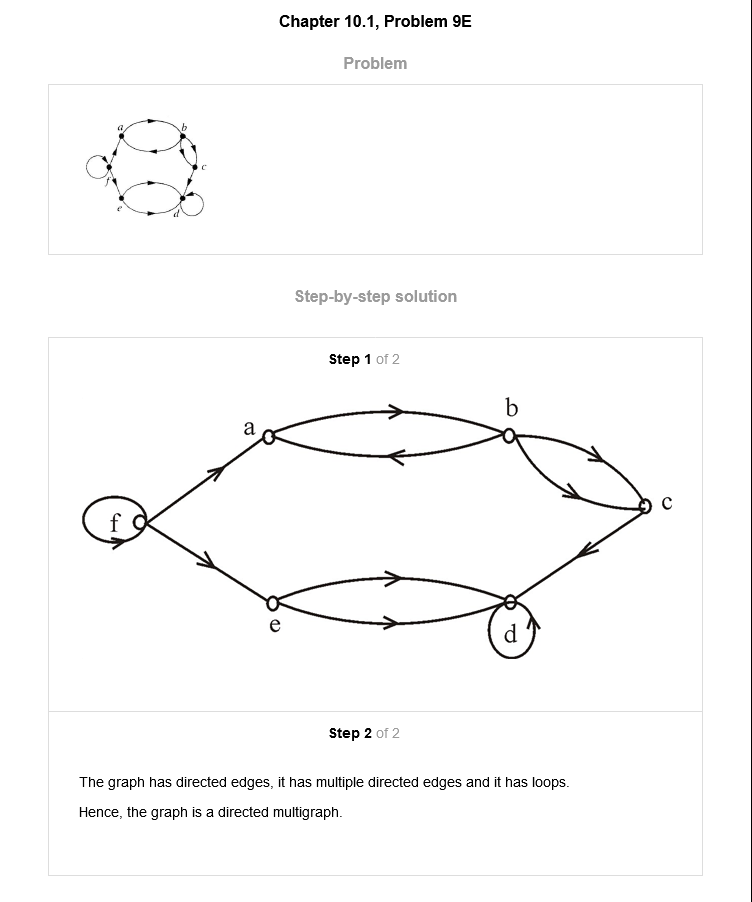 Chapter 10.1, Problem 9E
Problem
a
b
c
f
e
d
Step-by-step solution
Step 1 of 2
b
a
c
f
e
d
Step 2 of 2
The graph has directed edges, it has multiple directed edges and it has loops.
Hence, the graph is a directed multigraph.